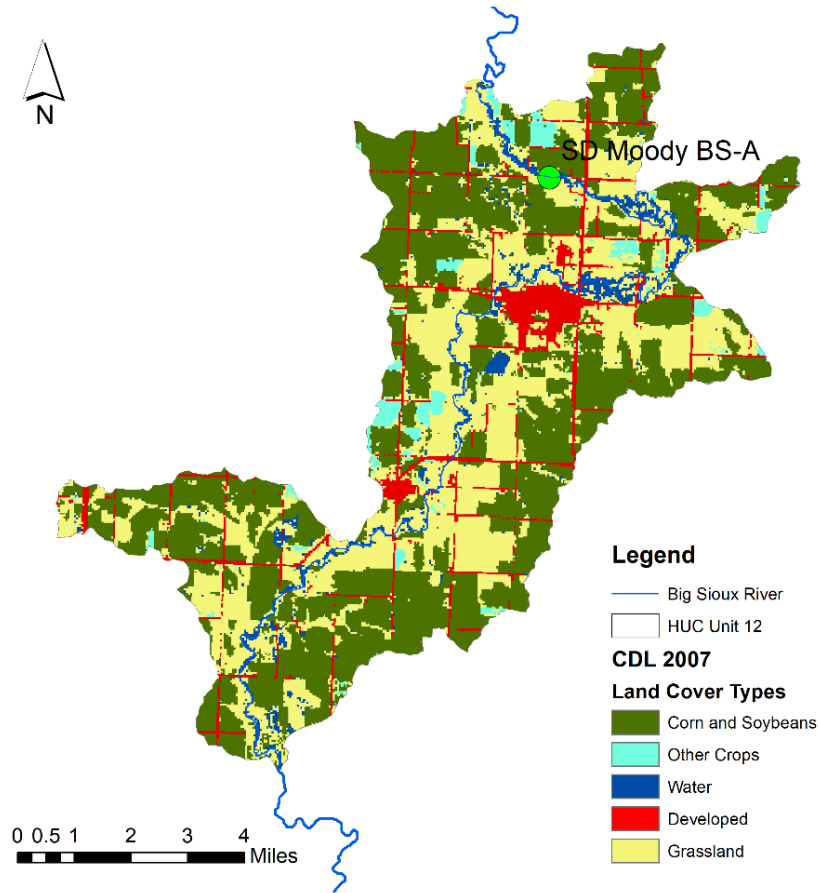 N
SD Moody BS-A
Legend
Big Sioux River
HUC Unit 12
CDL 2007
Land Cover Types
Corn and Soybeans
Other Crops
Water
Developed
Grassland
0 0.5 1 2 3 4
Miles